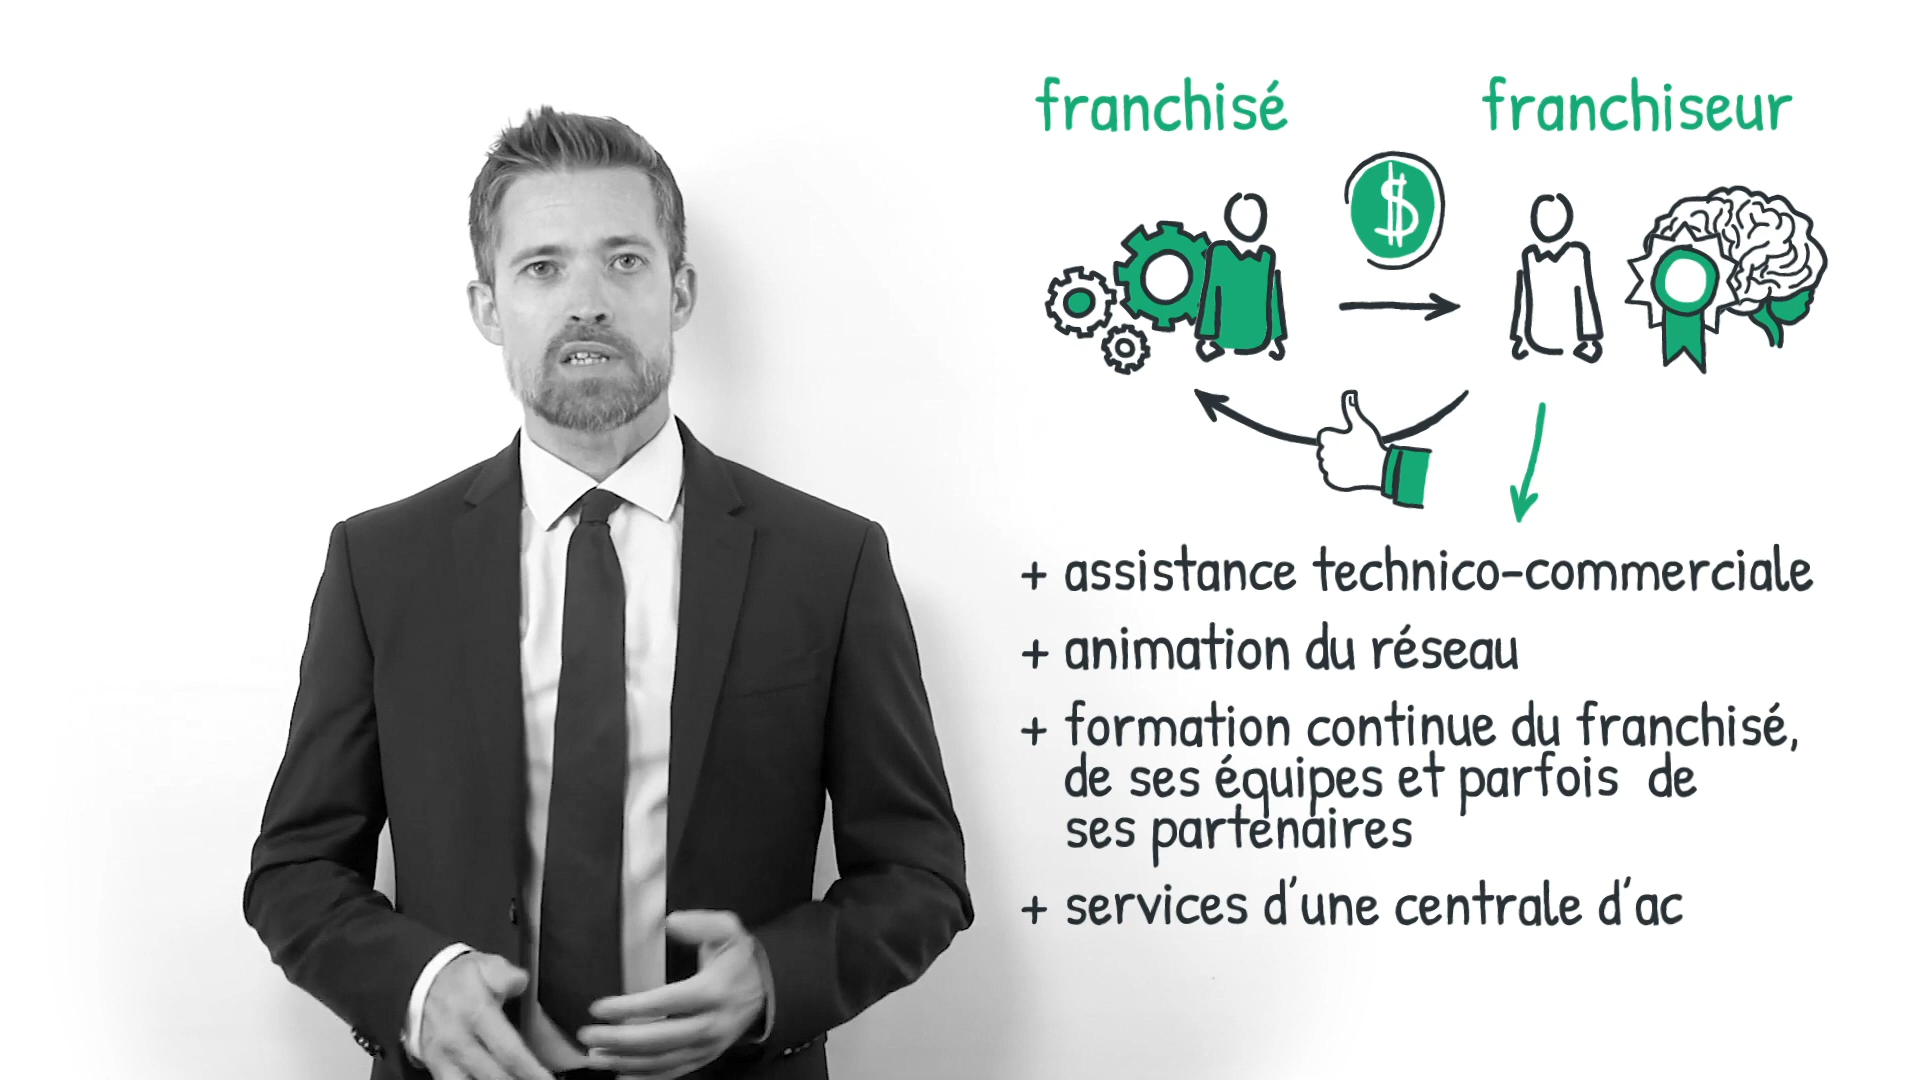 franchisé
franchiseur
$
+ assistance technico-commerciale
+ animation du réseau
+ formation continue du franchisé,
de ses équipes et parfois de
ses partenaires
+ services d'une centrale d'ac